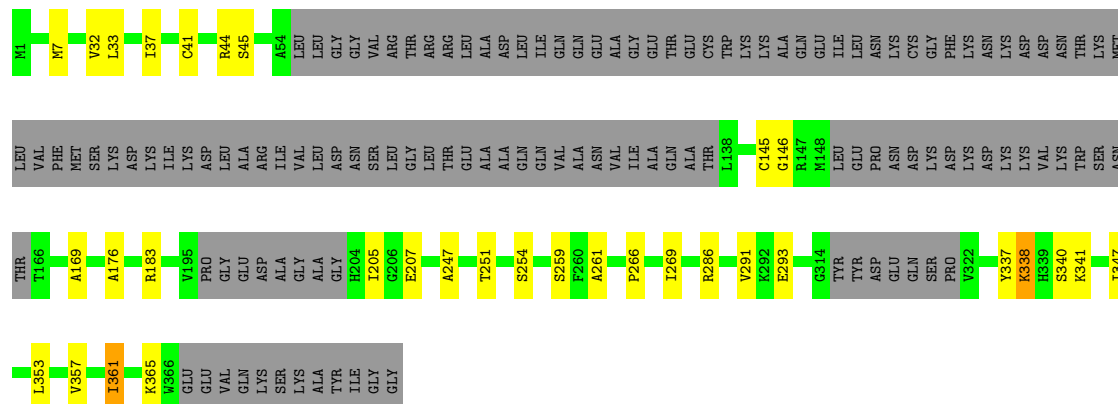 M1 M7 V32 L33 I37 C41 R44 S45 A54 LEU LEU GLY GLY VAL ARG THR ARG ARG LEU ALA ASP LEU ILE GLN GLN GLU ALA GLY GLU THR GLU CYS TRP LYS LYS ALA GLN GLU ILE LEU ASN LYS CYS GLY PHE LYS ASN LYS ASP ASP ASN THR LYS MET
LEU VAL PHE MET SER LYS ASP LYS ILE LYS ASP LEU ALA ARG ILE VAL LEU ASP ASN SER LEU GLY LEU THR GLU ALA ALA GLN GLN VAL ALA ASN VAL ILE ALA GLN ALA THR L138 C145 G146 R147 M148 LEU GLU PRO ASN ASP LYS ASP LYS ASP LYS LYS VAL LYS TRP SER ASN
THR T166 A169 A176 R183 V195 PRO GLY GLU ASP ALA GLY ALA GLY H204 I205 G206 E207 A247 T251 S254 S259 F260 A261 P266 I269 R286 V291 K292 E293 G314 TYR TYR ASP GLU GLN SER PRO V322 Y337 K338 H339 S340 K341 I347
L353 V357 I361 K365 W366 GLU GLU VAL GLN LYS SER LYS ALA TYR ILE GLY GLY